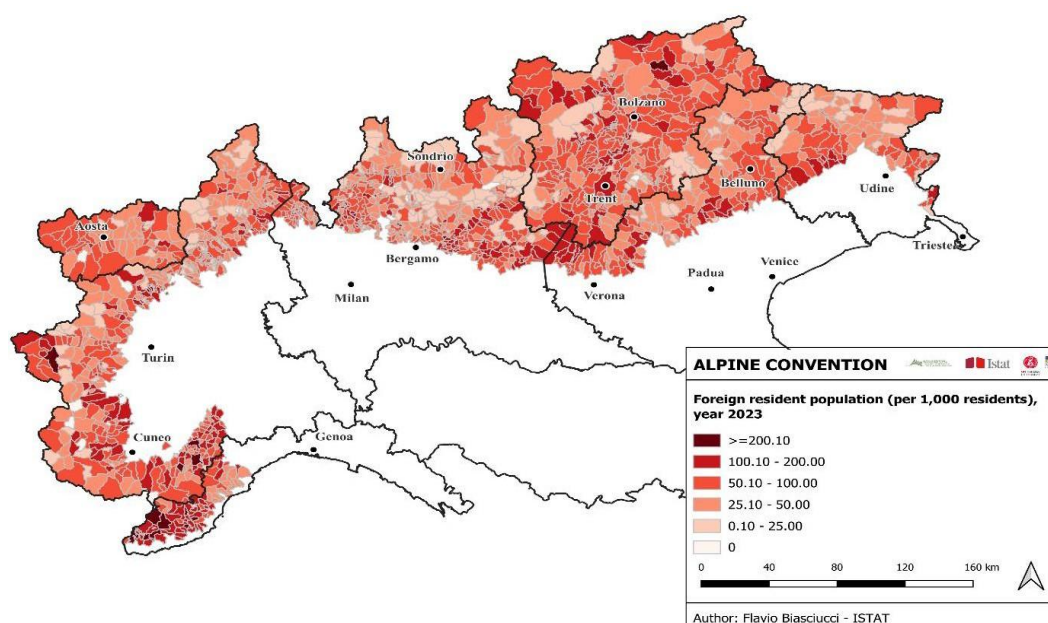 Bolzano
Sondrio
Trent
Belluno
Udine
Aosta
Bergamo
Trieste
Venice
Padua
Milan
Verona
Turin
Cuneo
Genoa
ALPINE CONVENTION
Istat
Foreign resident population (per 1,000 residents),
year 2023
>=200.10
100.10 - 200.00
50.10 - 100.00
25.10 - 50.00
0.10 - 25.00
0
0 40 80 120 160 km
Author: Flavio Biasciucci - ISTAT